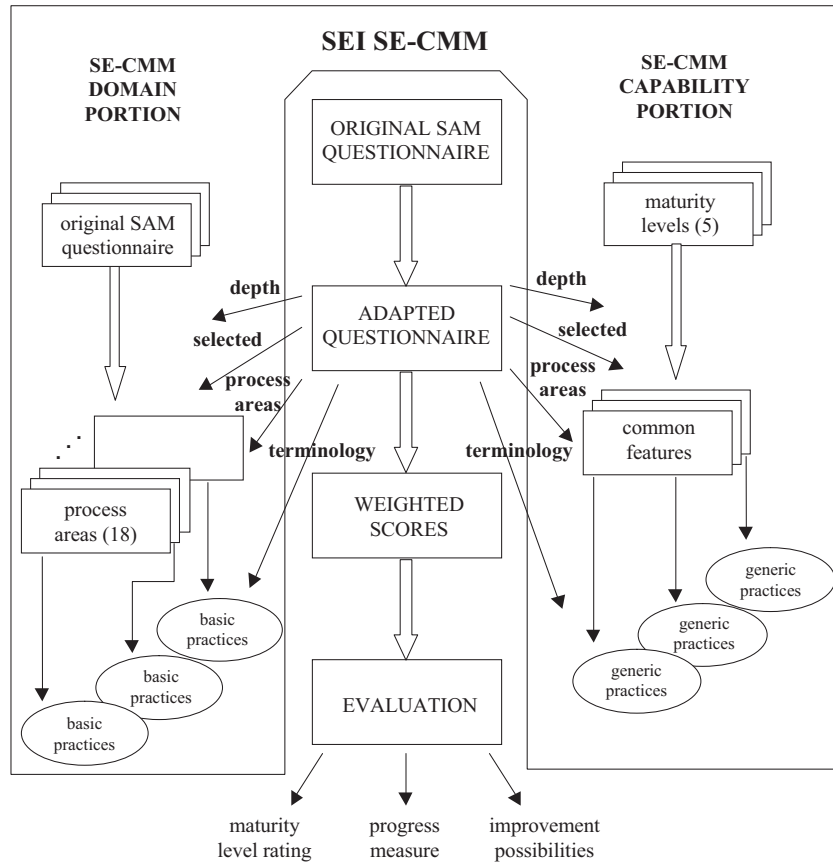 SEI SE-CMM
SE-CMM
DOMAIN
PORTION
SE-CMM
CAPABILITY
PORTION
ORIGINAL SAM
QUESTIONNAIRE
original SAM
questionnaire
maturity
levels (5)
depth
selected
process
areas
terminology
ADAPTED
QUESTIONNAIRE
depth
selected
process
areas
terminology
process
areas (18)
common
features
WEIGHTED
SCORES
basic
practices
basic
practices
basic
practices
generic
practices
generic
practices
generic
practices
EVALUATION
maturity
level rating
progress
measure
improvement
possibilities